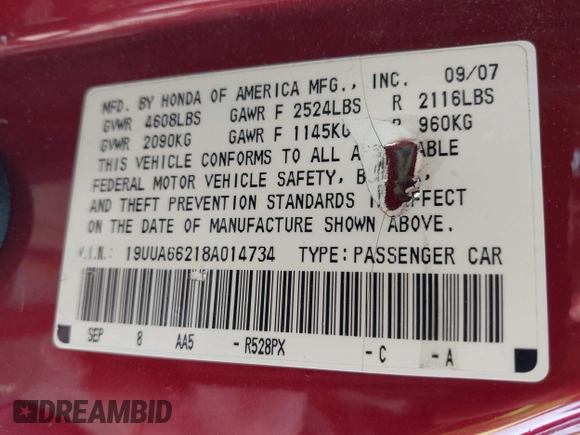 MFD. BY HONDA OF AMERICA MFG., INC. 09/07
GVWR 4608LBS GAWR F 2524LBS R 2116LBS
GVWR 2090KG GAWR F 1145KG R 960KG
THIS VEHICLE CONFORMS TO ALL
FEDERAL MOTOR VEHICLE SAFETY,
AND THEFT PREVENTION STANDARDS IN EFFECT
ON THE DATE OF MANUFACTURE SHOWN ABOVE.
V.I.N.: 19UUA66218A014734 TYPE: PASSENGER CAR
SEP 8 AA5 - R528PX - C - A
DREAMBID